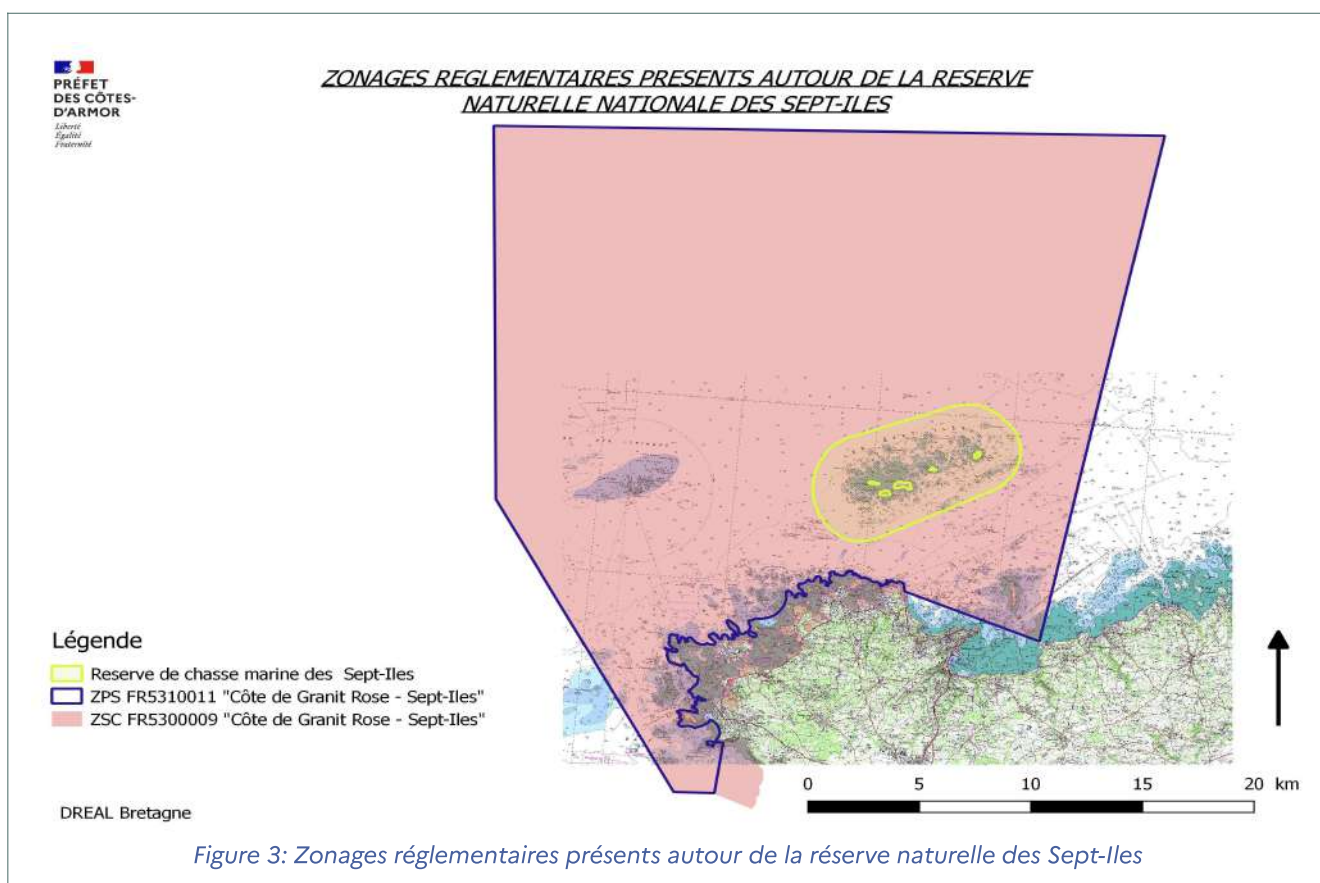 PRÉFET
DES CÔTES-
D'ARMOR
Liberté
Égalité
Fraternité
ZONAGES REGLEMENTAIRES PRESENTS AUTOUR DE LA RESERVE
NATURELLE NATIONALE DES SEPT-ILES
Légende
Reserve de chasse marine des Sept-Iles
ZPS FR5310011 "Côte de Granit Rose - Sept-Iles"
ZSC FR5300009 "Côte de Granit Rose - Sept-Iles"
0 5 10 15 20 km
DREAL Bretagne
Figure 3: Zonages réglementaires présents autour de la réserve naturelle des Sept-Iles